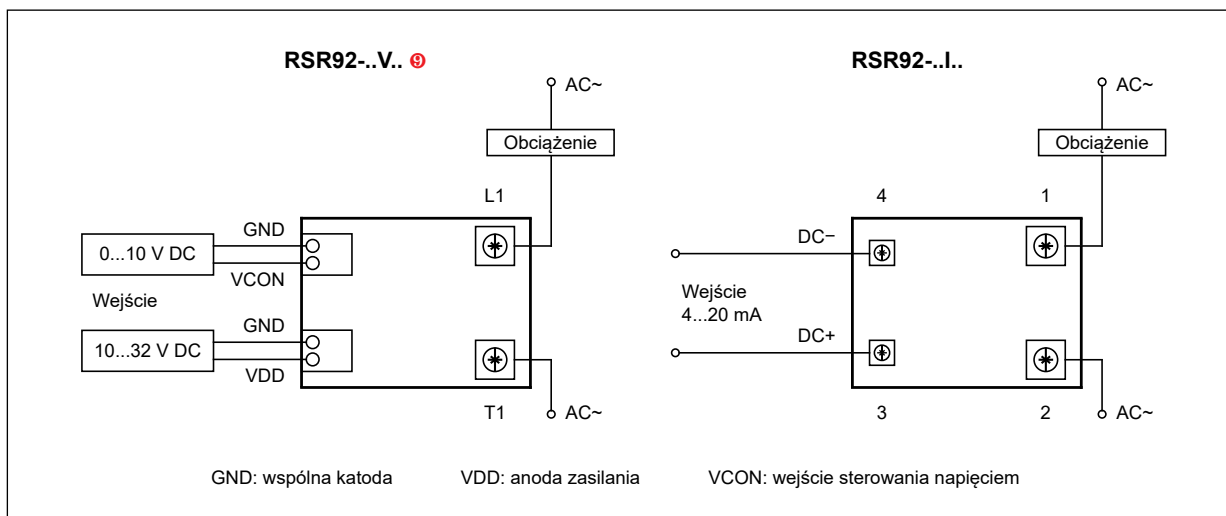 RSR92-..V.. 9
AC~
Obciążenie
L1
GND
0...10 V DC
VCON
Wejście
GND
10...32 V DC
VDD
T1
AC~
RSR92-..I..
AC~
Obciążenie
4
1
DC−
Wejście
4...20 mA
DC+
3
2
AC~
GND: wspólna katoda
VDD: anoda zasilania
VCON: wejście sterowania napięciem